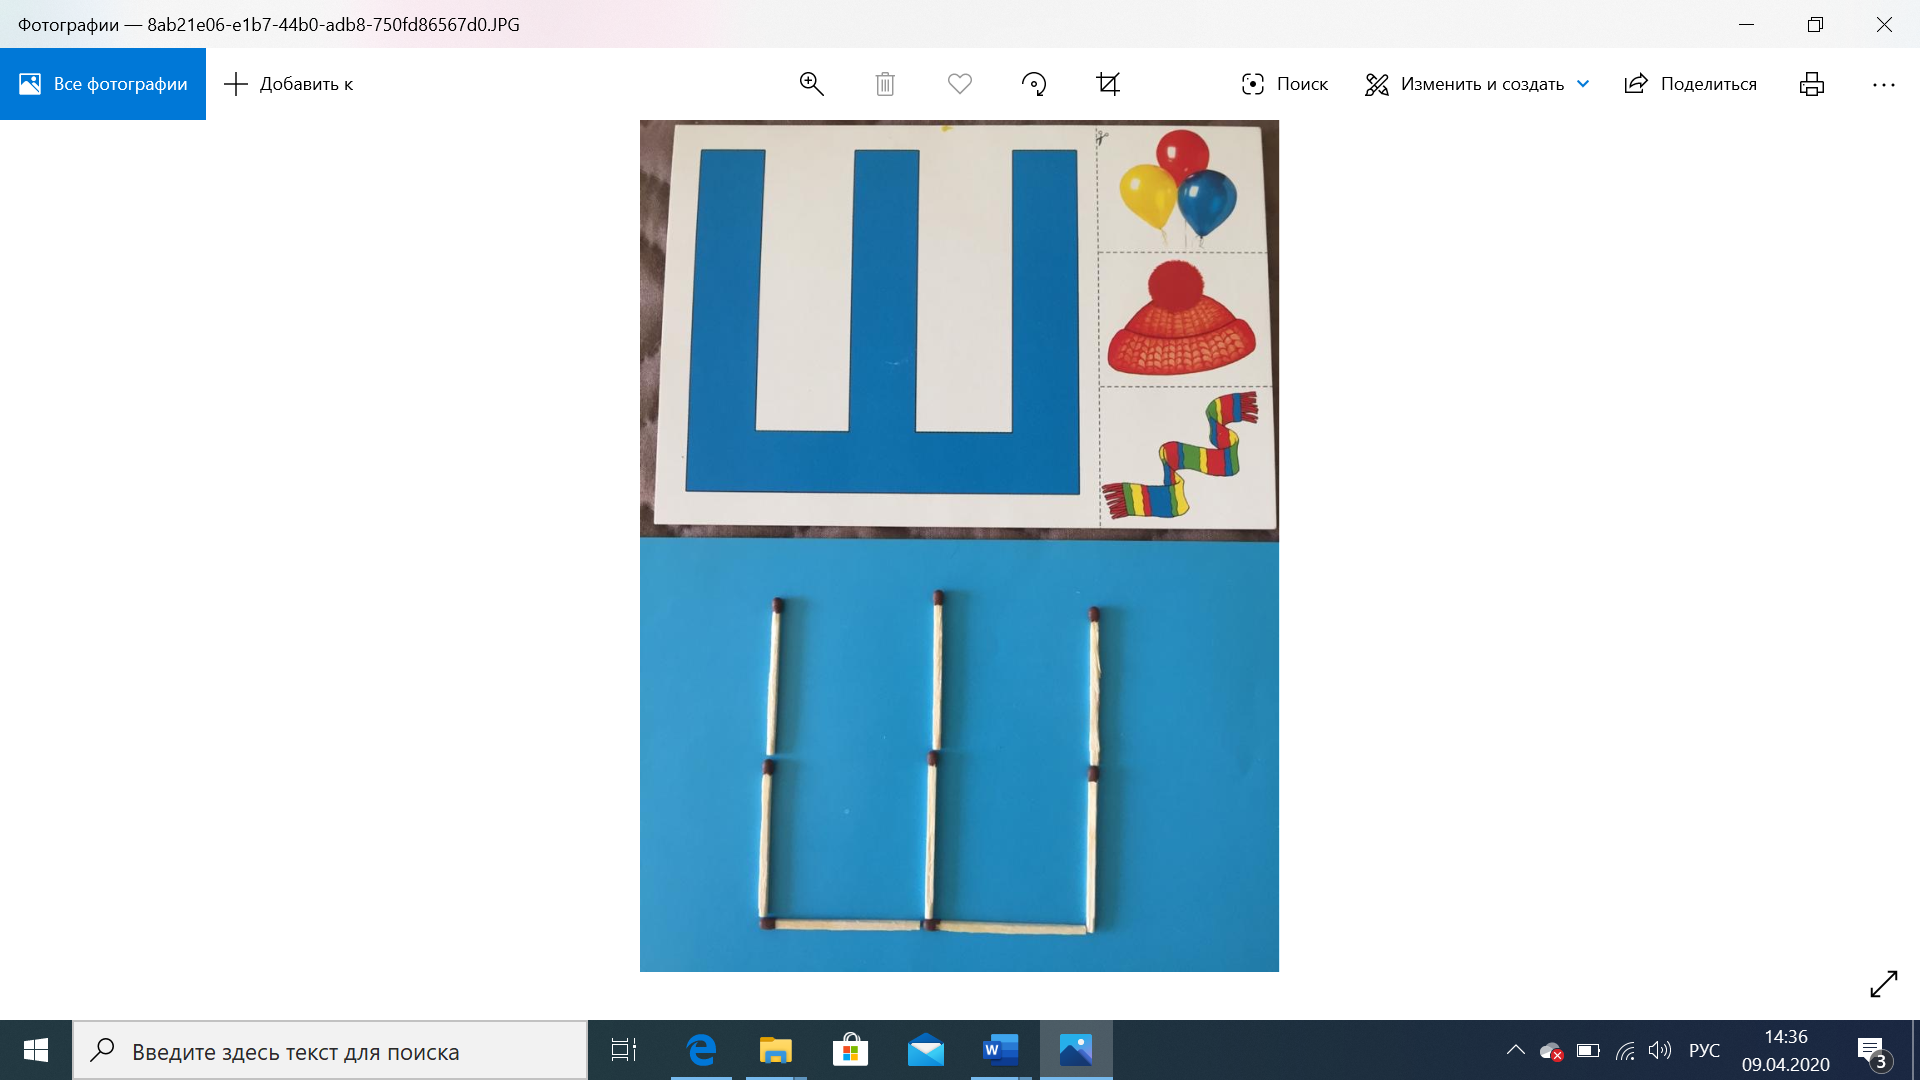 Фотографии — 8ab21e06-e1b7-44b0-adb8-750fd86567d0.JPG
Все фотографии
Добавить к
Поиск
Изменить и создать
Поделиться
Ш
Введите здесь текст для поиска
РУС
14:36
09.04.2020
3